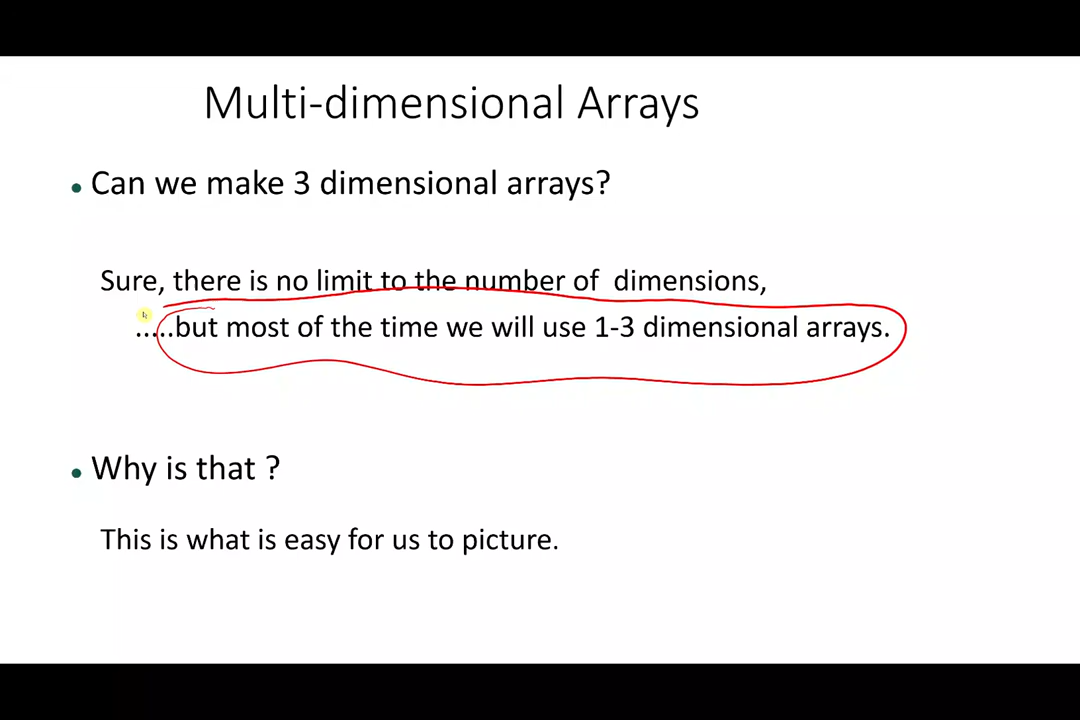 Multi-dimensional Arrays
• Can we make 3 dimensional arrays?
Sure, there is no limit to the number of dimensions,
.....but most of the time we will use 1-3 dimensional arrays.
• Why is that ?
This is what is easy for us to picture.